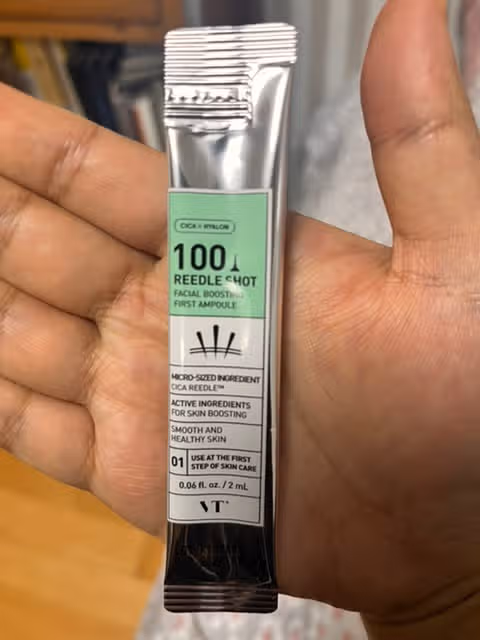 CICA × HYALON
100
REEDLE SHOT
FACIAL BOOSTING
FIRST AMPOULE
MICRO-SIZED INGREDIENT
CICA REEDLE™
ACTIVE INGREDIENTS
FOR SKIN BOOSTING
SMOOTH AND
HEALTHY SKIN
01 USE AT THE FIRST
STEP OF SKIN CARE
0.06 fl. oz. / 2 mL
VT